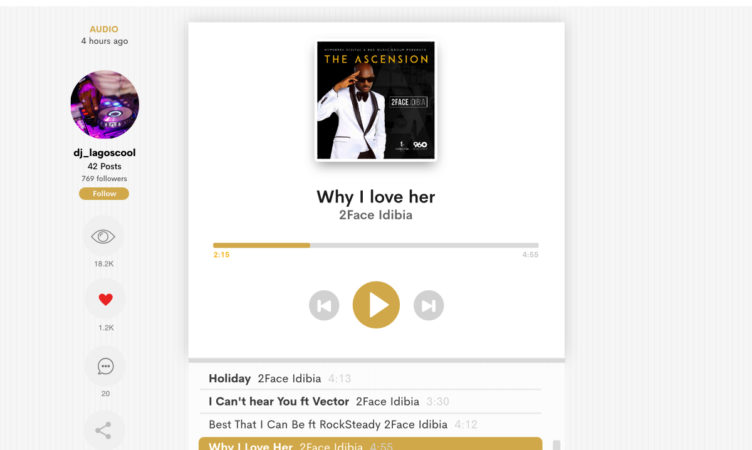 AUDIO
4 hours ago
dj_lagoscool
42 Posts
769 followers
Follow
18.2K
1.2K
20
THE ASCENSION
2FACE IDIBIA
960
Why I love her
2Face Idibia
2:15
4:55
Holiday 2Face Idibia 4:13
I Can't hear You ft Vector 2Face Idibia 3:30
Best That I Can Be ft RockSteady 2Face Idibia 4:12
Why I Love Her 2Face Idibia 4:55